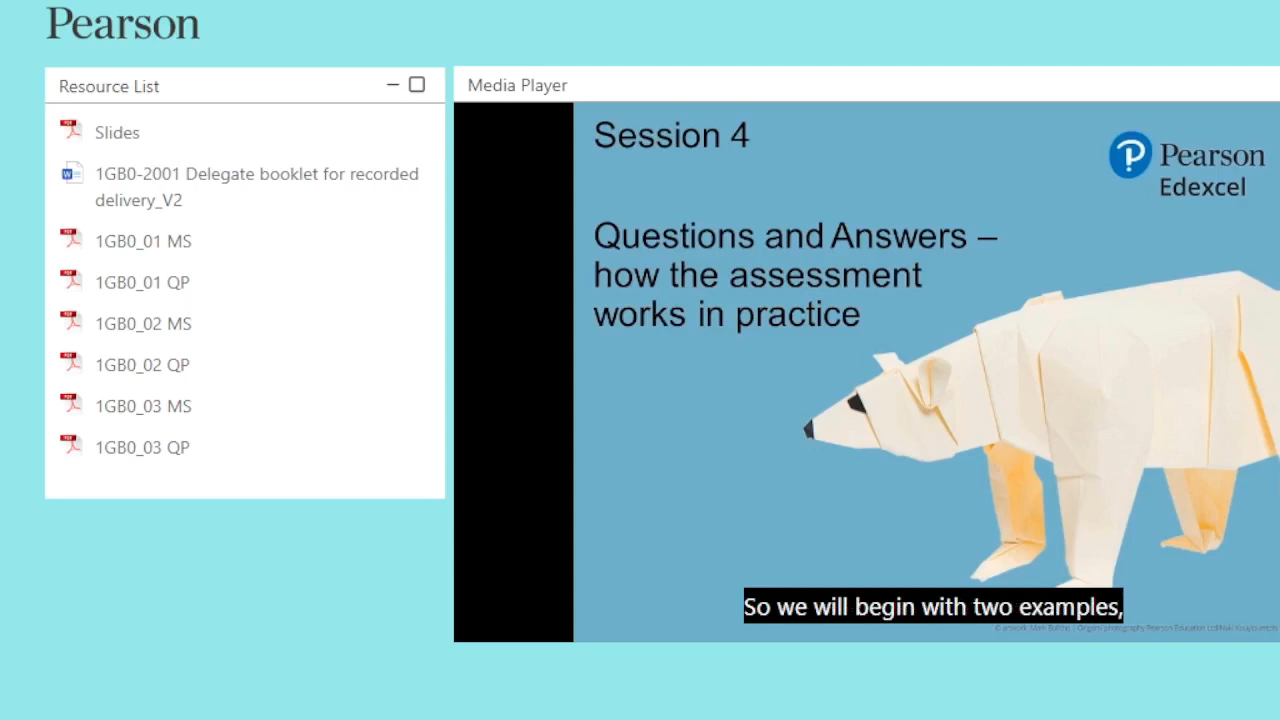 Pearson
Resource List
Slides
1GB0-2001 Delegate booklet for recorded
delivery_V2
1GB0_01 MS
1GB0_01 QP
1GB0_02 MS
1GB0_02 QP
1GB0_03 MS
1GB0_03 QP
Media Player
Session 4
Pearson
Edexcel
Questions and Answers –
how the assessment
works in practice
So we will begin with two examples,